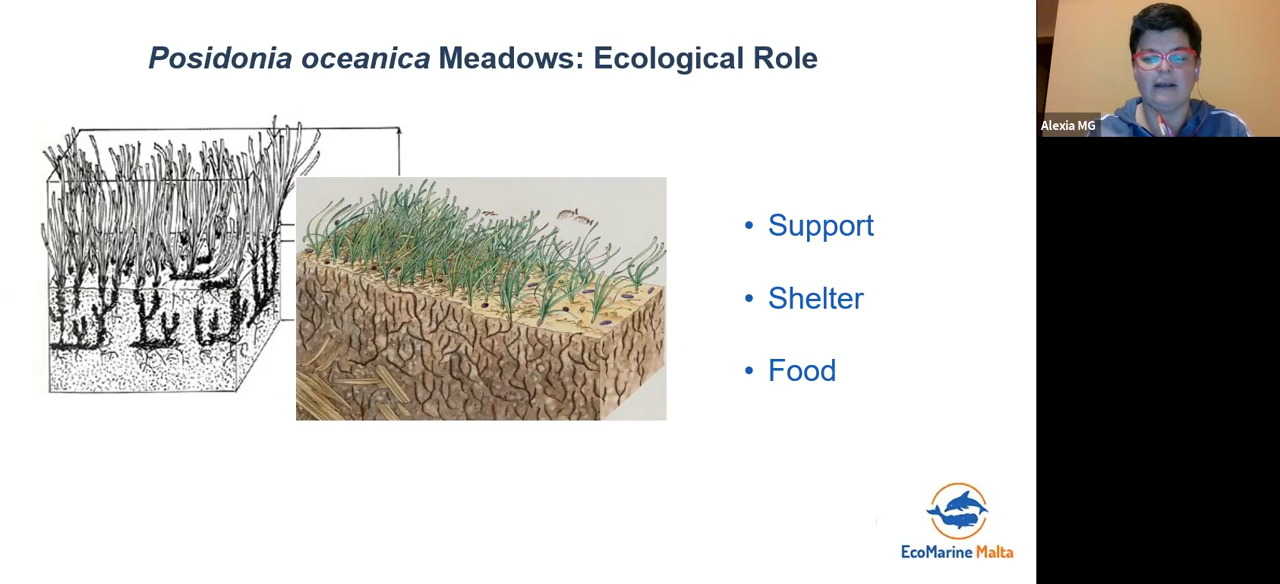 Posidonia oceanica Meadows: Ecological Role
Alexia MG
• Support
• Shelter
• Food
EcoMarine Malta